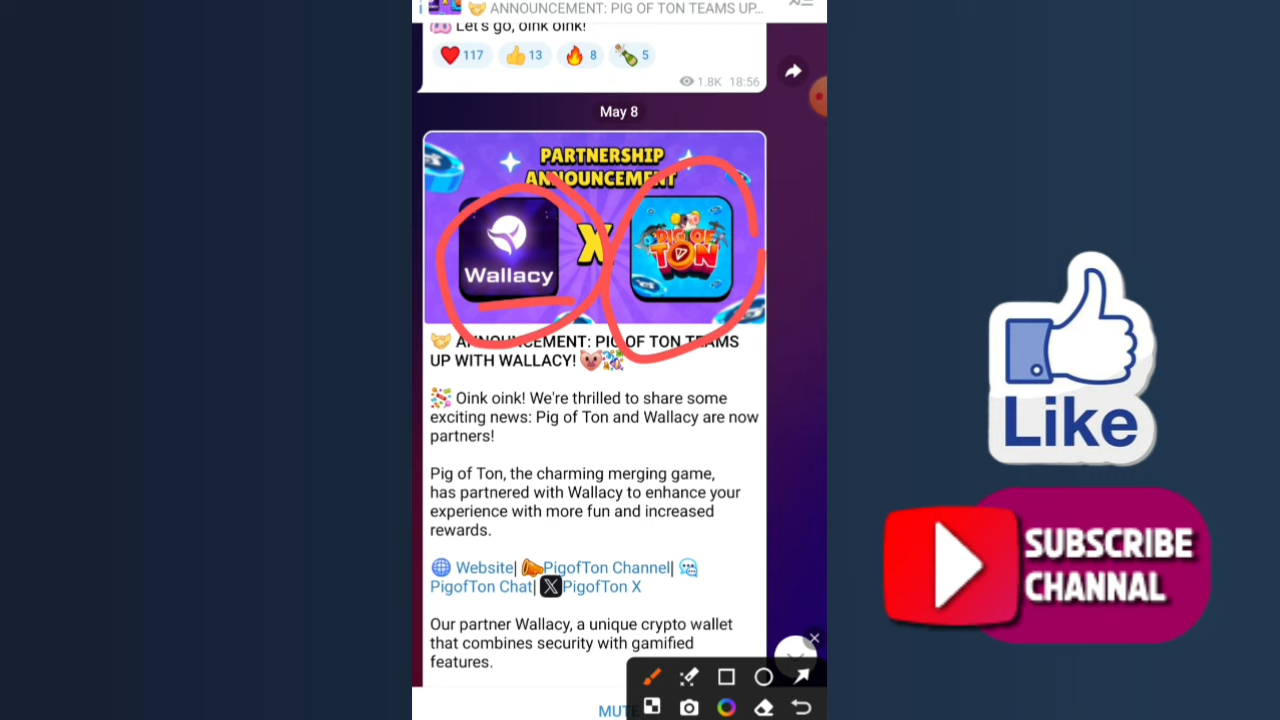 🤝 ANNOUNCEMENT: PIG OF TON TEAMS UP...
Let's go, oink oink!
❤️ 117 👍 13 🔥 8 🍾 5
1.8K 18:56
May 8
PARTNERSHIP
ANNOUNCEMENT
Wallacy
X
PIG OF
TON
🤝 ANNOUNCEMENT: PIG OF TON TEAMS
UP WITH WALLACY! 🐷🎊
🎊 Oink oink! We're thrilled to share some
exciting news: Pig of Ton and Wallacy are now
partners!
Pig of Ton, the charming merging game,
has partnered with Wallacy to enhance your
experience with more fun and increased
rewards.
🌐 Website| 📣PigofTon Channel| 
PigofTon Chat| XPigofTon X
Our partner Wallacy, a unique crypto wallet
that combines security with gamified
features.
Like
SUBSCRIBE
CHANNEL